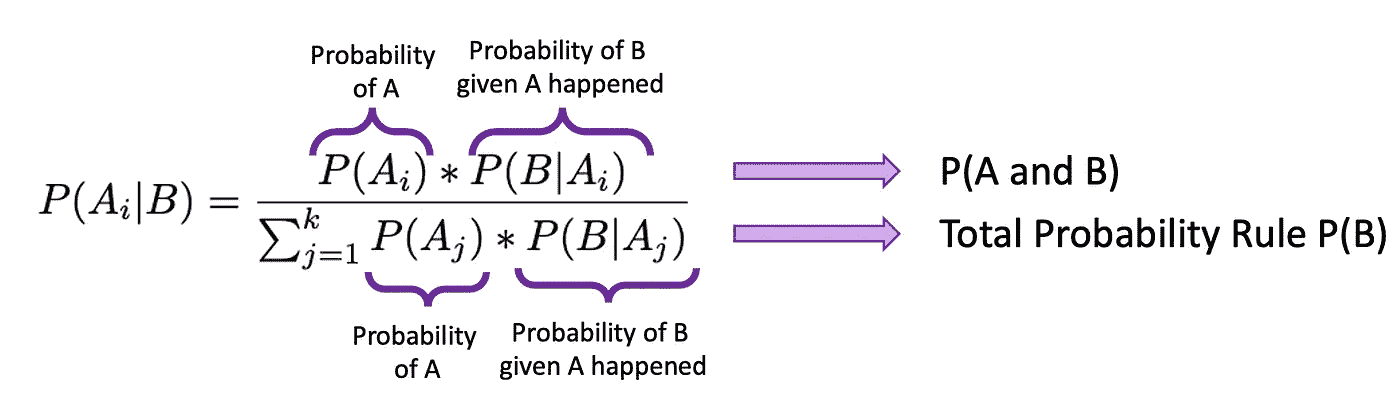 Probability
of A
Probability of B
given A happened
P(A_i|B) = \frac{P(A_i) * P(B|A_i)}{\sum_{j=1}^{k} P(A_j) * P(B|A_j)}
P(A and B)
Total Probability Rule P(B)
Probability
of A
Probability of B
given A happened